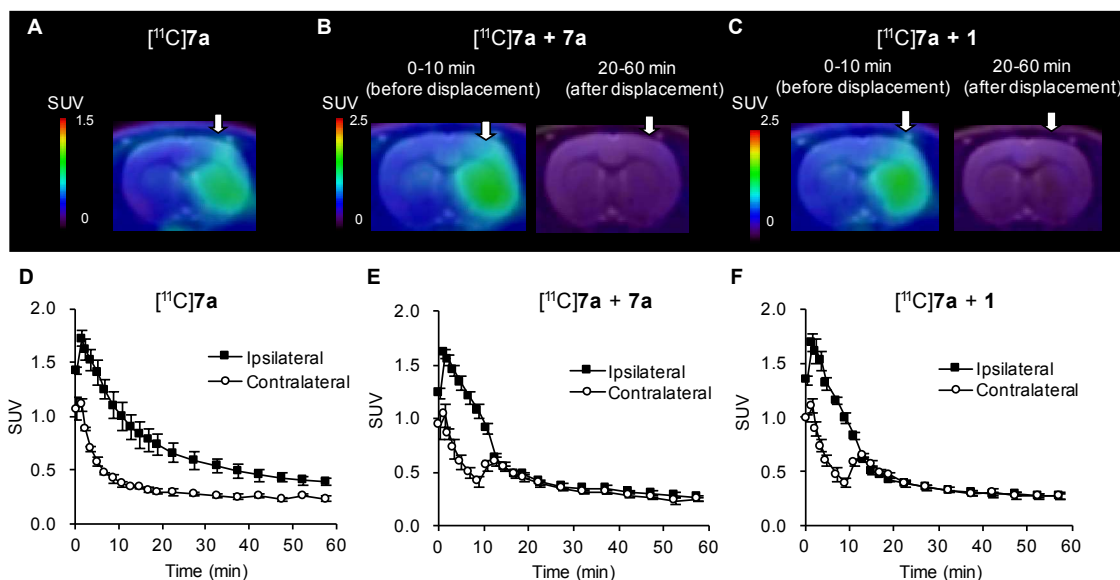 A
[¹¹C]7a
SUV
1.5
0
B
[¹¹C]7a + 7a
0-10 min
(before displacement)
20-60 min
(after displacement)
SUV
2.5
0
C
[¹¹C]7a + 1
0-10 min
(before displacement)
20-60 min
(after displacement)
SUV
2.5
0
D
[¹¹C]7a
2.0
1.5
1.0
0.5
0.0
SUV
Ipsilateral
Contralateral
0 10 20 30 40 50 60
Time (min)
E
[¹¹C]7a + 7a
2.0
1.5
1.0
0.5
0.0
SUV
Ipsilateral
Contralateral
0 10 20 30 40 50 60
Time (min)
F
[¹¹C]7a + 1
2.0
1.5
1.0
0.5
0.0
SUV
Ipsilateral
Contralateral
0 10 20 30 40 50 60
Time (min)